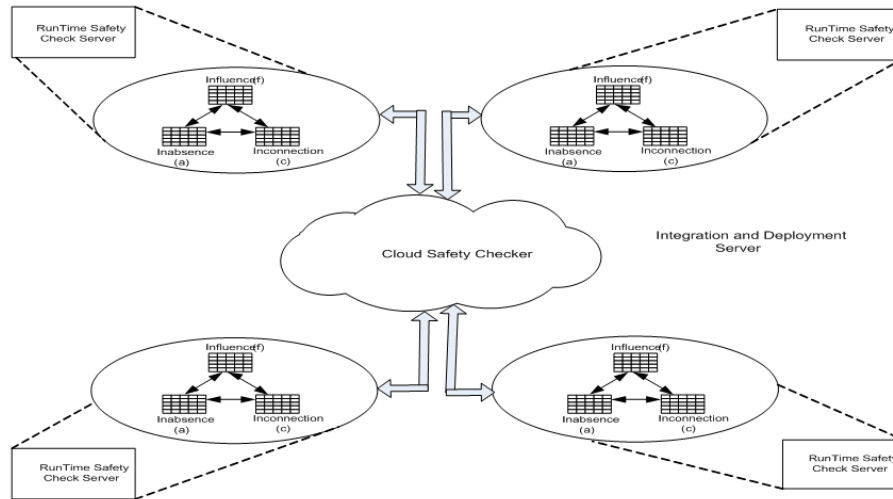 RunTime Safety
Check Server
RunTime Safety
Check Server
Influence(f)
Inabsence
(a)
Inconnection
(c)
Influence(f)
Inabsence
(a)
Inconnection
(c)
Cloud Safety Checker
Integration and Deployment
Server
Influence(f)
Inabsence
(a)
Inconnection
(c)
Influence(f)
Inabsence
(a)
Inconnection
(c)
RunTime Safety
Check Server
RunTime Safety
Check Server